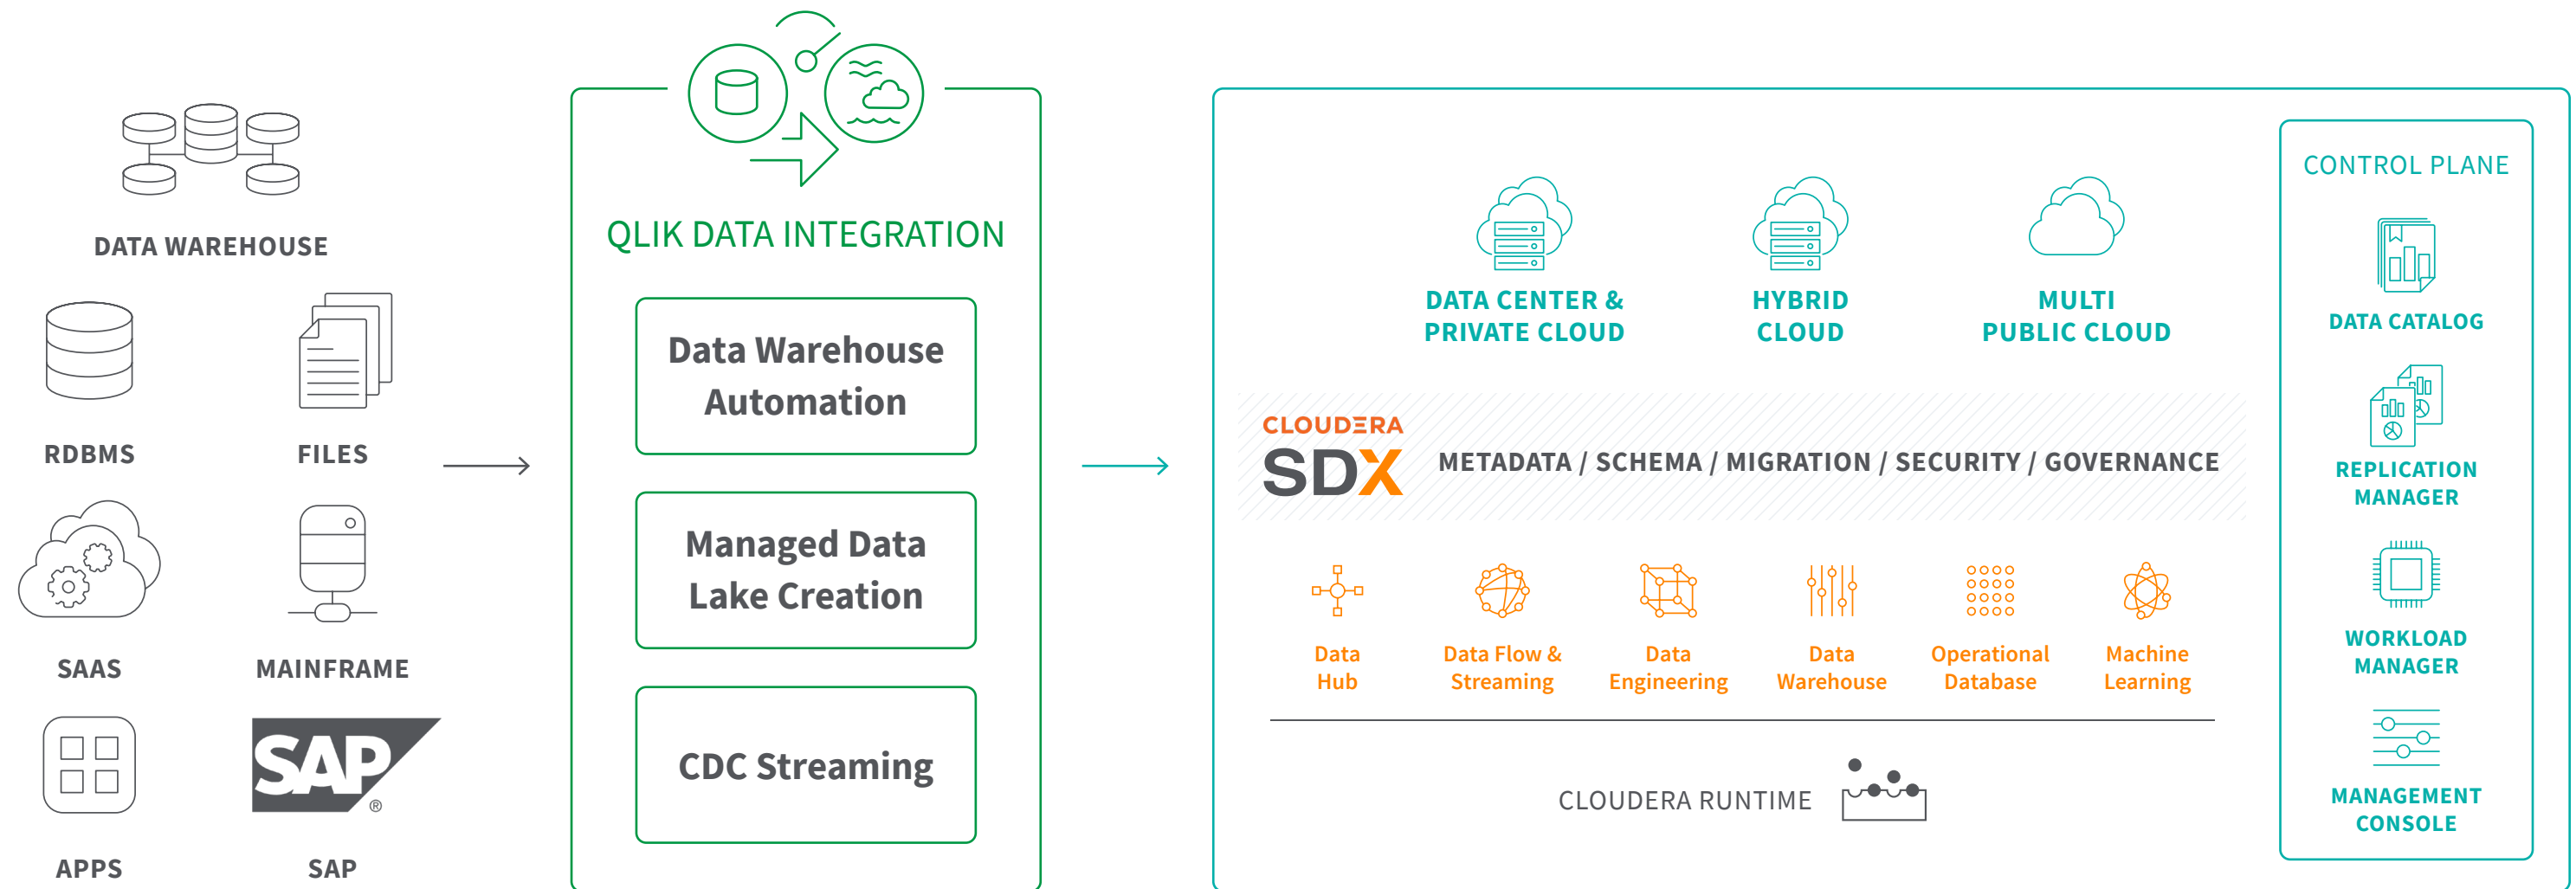 DATA WAREHOUSE
RDBMS
FILES
SAAS
MAINFRAME
APPS
SAP®
SAP
QLIK DATA INTEGRATION
Data Warehouse
Automation
Managed Data
Lake Creation
CDC Streaming
DATA CENTER &
PRIVATE CLOUD
HYBRID
CLOUD
MULTI
PUBLIC CLOUD
CLOUDERA
SDX
METADATA / SCHEMA / MIGRATION / SECURITY / GOVERNANCE
Data
Hub
Data Flow &
Streaming
Data
Engineering
Data
Warehouse
Operational
Database
Machine
Learning
CLOUDERA RUNTIME
CONTROL PLANE
DATA CATALOG
REPLICATION
MANAGER
WORKLOAD
MANAGER
MANAGEMENT
CONSOLE